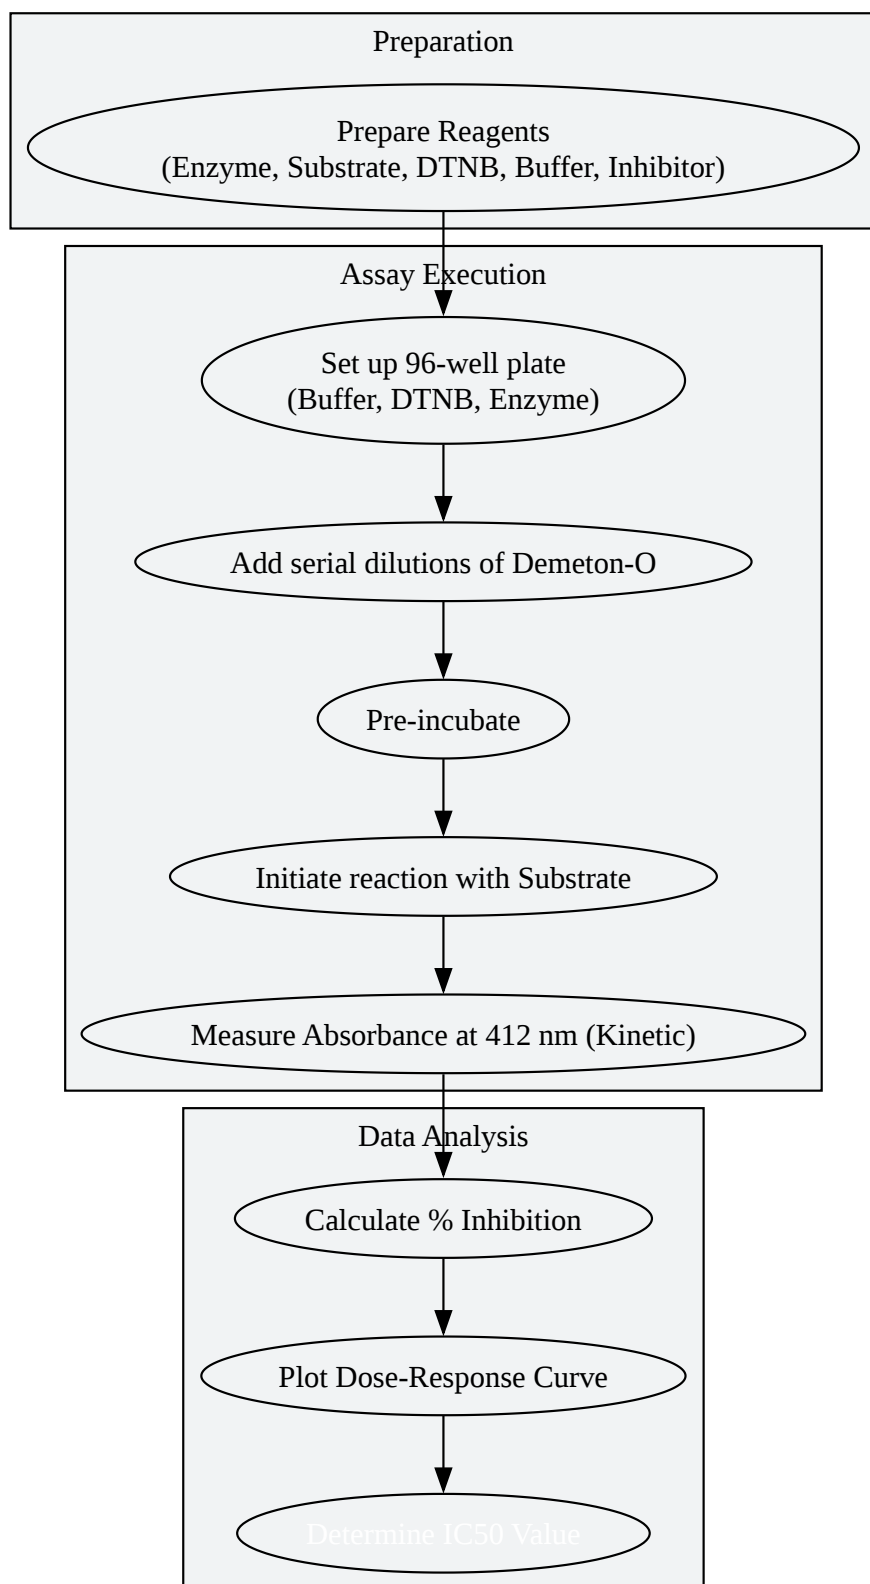 Preparation
Prepare Reagents
(Enzyme, Substrate, DTNB, Buffer, Inhibitor)
Assay Execution
Set up 96-well plate
(Buffer, DTNB, Enzyme)
Add serial dilutions of Demeton-O
Pre-incubate
Initiate reaction with Substrate
Measure Absorbance at 412 nm (Kinetic)
Data Analysis
Calculate % Inhibition
Plot Dose-Response Curve
Determine IC50 Value